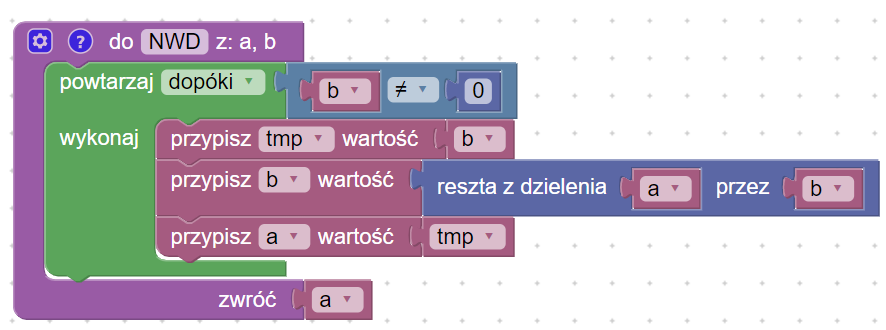 ? do NWD z: a, b
powtarzaj dopóki b ≠ 0
wykonaj przypisz tmp wartość b
przypisz b wartość reszta z dzielenia a przez b
przypisz a wartość tmp
zwróć a